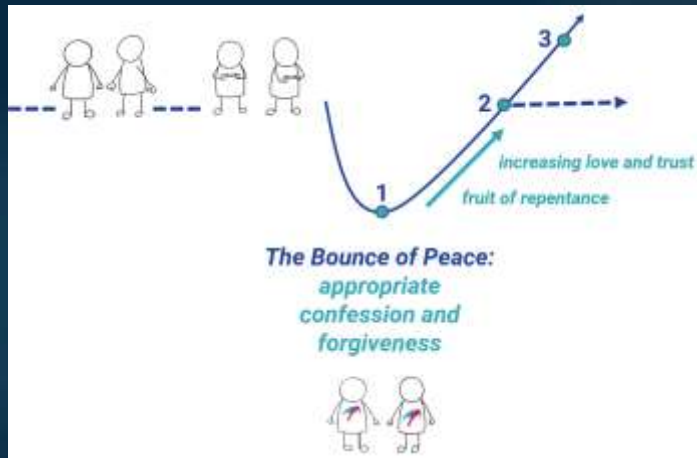 3
2
1
increasing love and trust
fruit of repentance
The Bounce of Peace:
appropriate
confession and
forgiveness